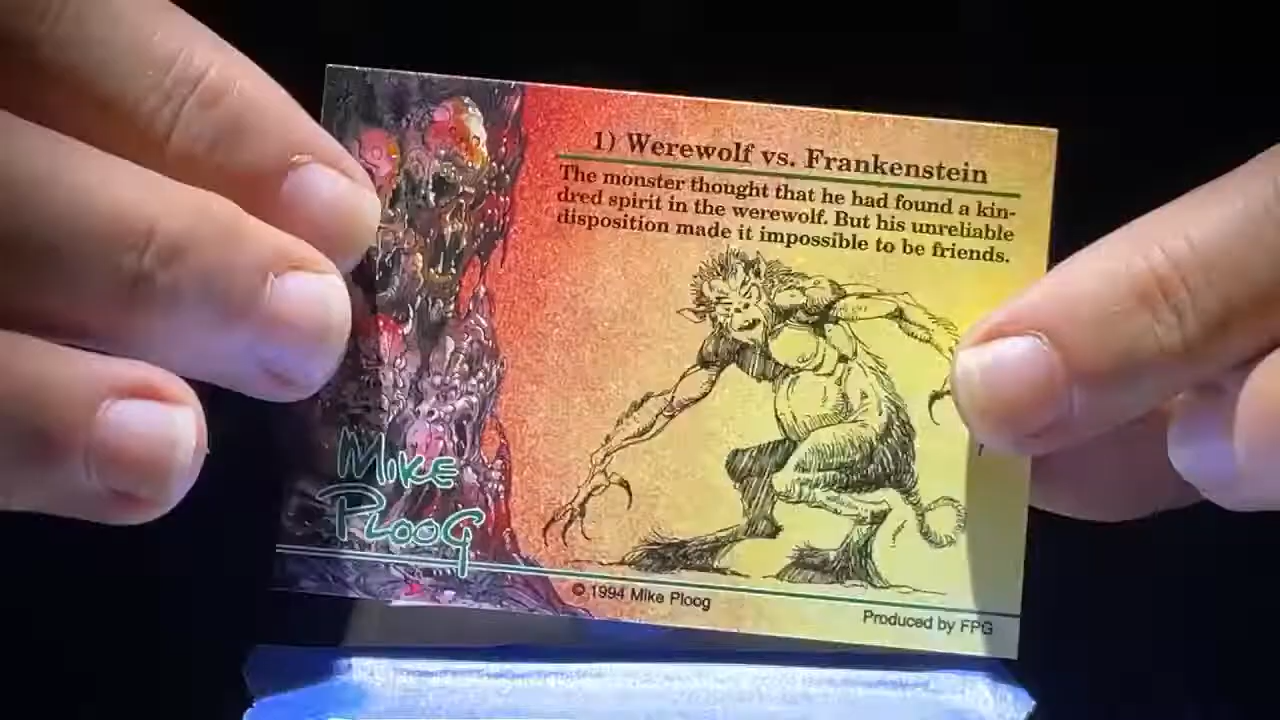 1) Werewolf vs. Frankenstein
The monster thought that he had found a kin-
dred spirit in the werewolf. But his unreliable
disposition made it impossible to be friends.
MIKE
PLOOG
© 1994 Mike Ploog
Produced by FPG